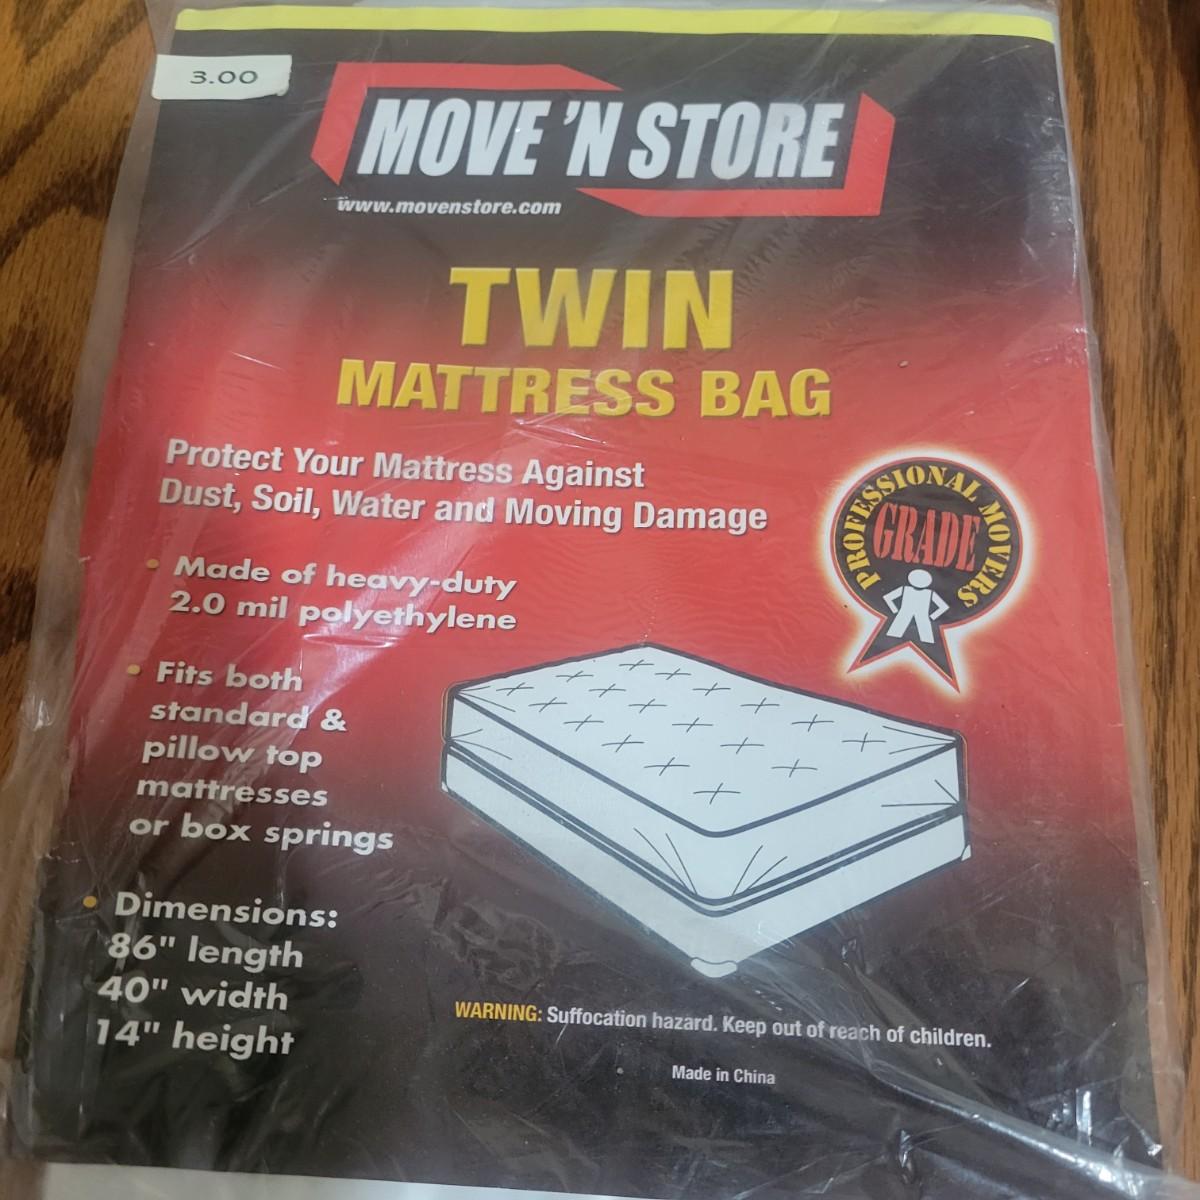 3.00
MOVE 'N STORE
www.movenstore.com
TWIN
MATTRESS BAG
Protect Your Mattress Against
Dust, Soil, Water and Moving Damage
PROFESSIONAL MOVERS
GRADE
• Made of heavy-duty
2.0 mil polyethylene
• Fits both
standard &
pillow top
mattresses
or box springs
• Dimensions:
86" length
40" width
14" height
WARNING: Suffocation hazard. Keep out of reach of children.
Made in China